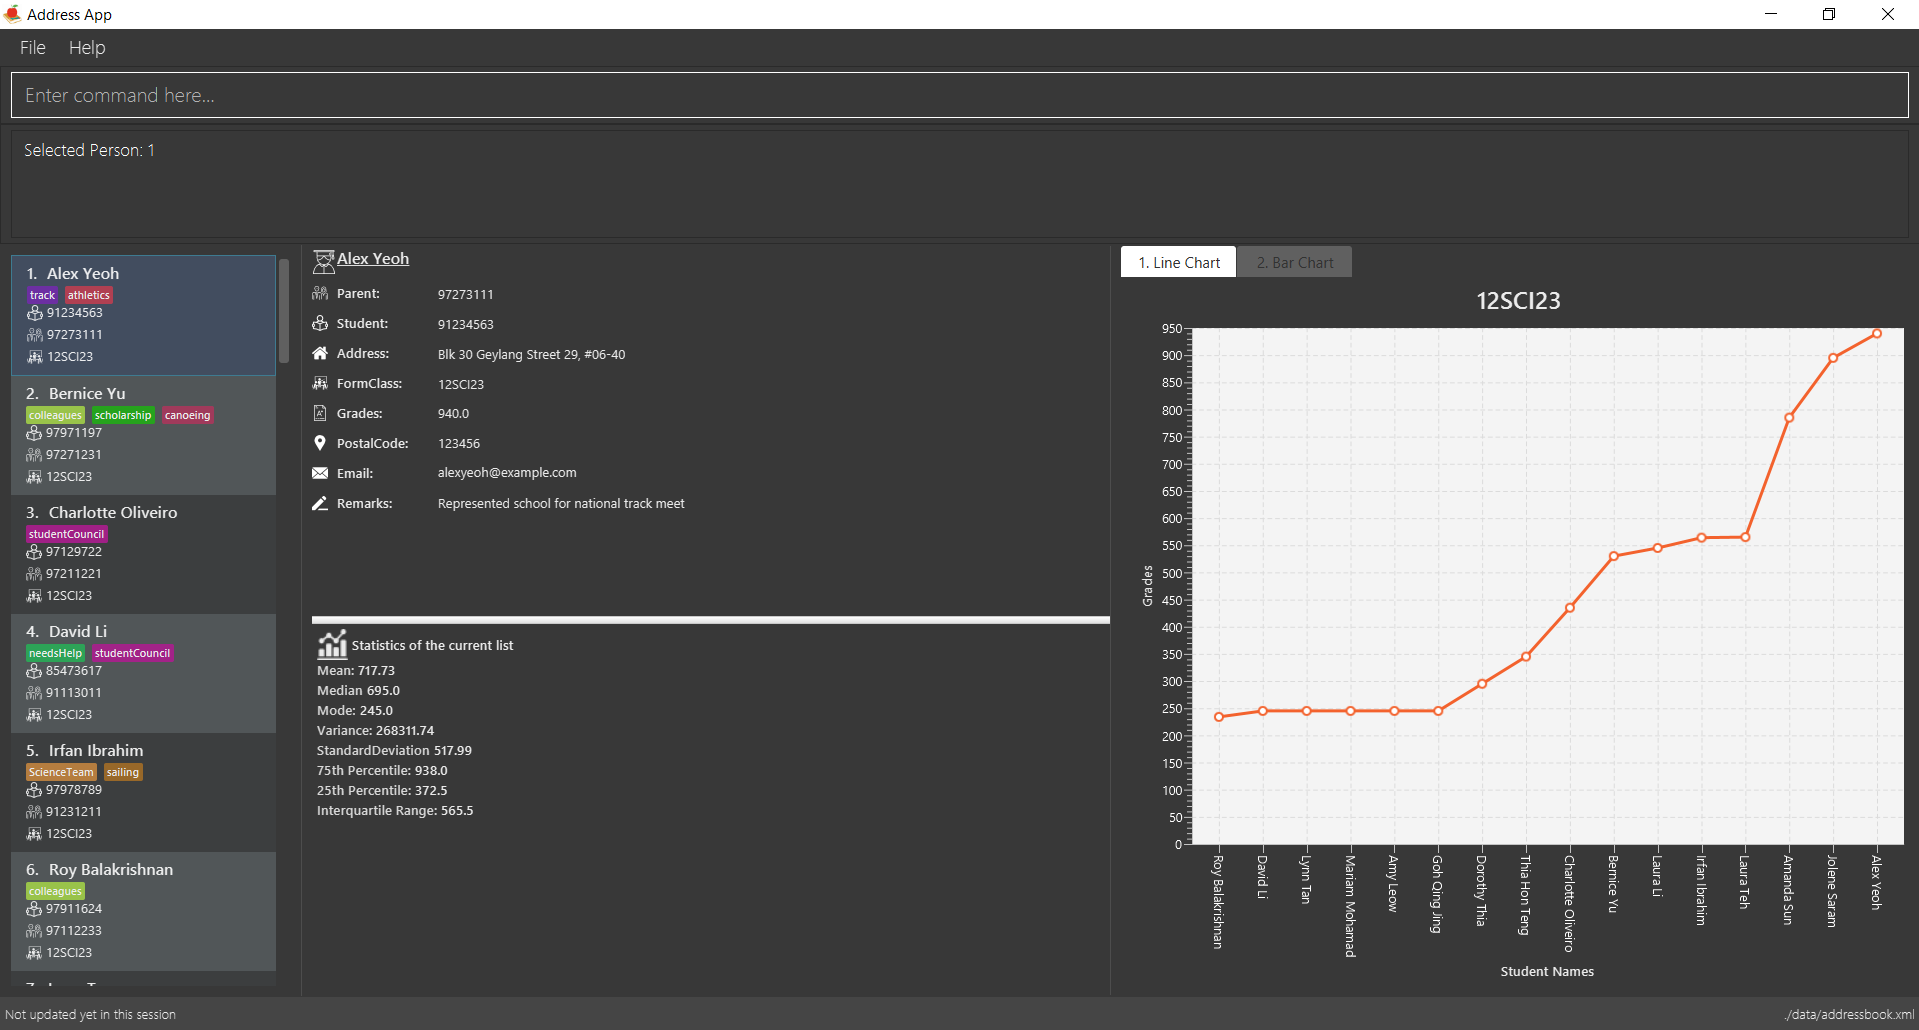 Address App
File Help
Enter command here...
Selected Person: 1
1. Alex Yeoh
track athletics
91234563
97273111
12SCI23
2. Bernice Yu
colleagues scholarship canoeing
97971197
97271231
12SCI23
3. Charlotte Oliveiro
studentCouncil
97129722
97211221
12SCI23
4. David Li
needsHelp studentCouncil
85473617
91113011
12SCI23
5. Irfan Ibrahim
ScienceTeam sailing
97978789
91231211
12SCI23
6. Roy Balakrishnan
colleagues
97911624
97112233
12SCI23
Alex Yeoh
Parent: 97273111
Student: 91234563
Address: Blk 30 Geylang Street 29, #06-40
FormClass: 12SCI23
Grades: 940.0
PostalCode: 123456
Email: alexyeoh@example.com
Remarks: Represented school for national track meet
Statistics of the current list
Mean: 717.73
Median 695.0
Mode: 245.0
Variance: 268311.74
StandardDeviation 517.99
75th Percentile: 938.0
25th Percentile: 372.5
Interquartile Range: 565.5
1. Line Chart 2. Bar Chart
12SCI23
950
900
850
800
750
700
650
600
550
500
450
400
350
300
250
200
150
100
50
0
Grades
Roy Balakrishnan
David Li
Lynn Tan
Mariam Mohamad
Amy Leow
Goh Qing Jing
Dorothy Thia
Thia Hon Teng
Charlotte Oliveiro
Bernice Yu
Laura Li
Irfan Ibrahim
Laura Teh
Amanda Sun
Jolene Saram
Alex Yeoh
Student Names
Not updated yet in this session
./data/addressbook.xml